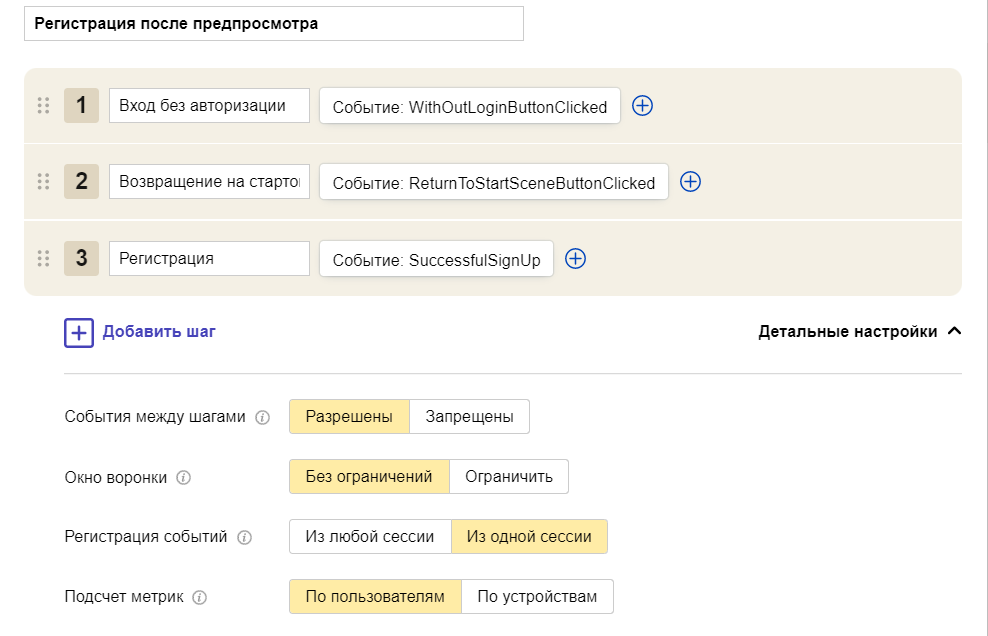 Регистрация после предпросмотра
1 Вход без авторизации Событие: WithOutLoginButtonClicked
2 Возвращение на старто Событие: ReturnToStartSceneButtonClicked
3 Регистрация Событие: SuccessfulSignUp
Добавить шаг Детальные настройки
События между шагами Разрешены Запрещены
Окно воронки Без ограничений Ограничить
Регистрация событий Из любой сессии Из одной сессии
Подсчет метрик По пользователям По устройствам